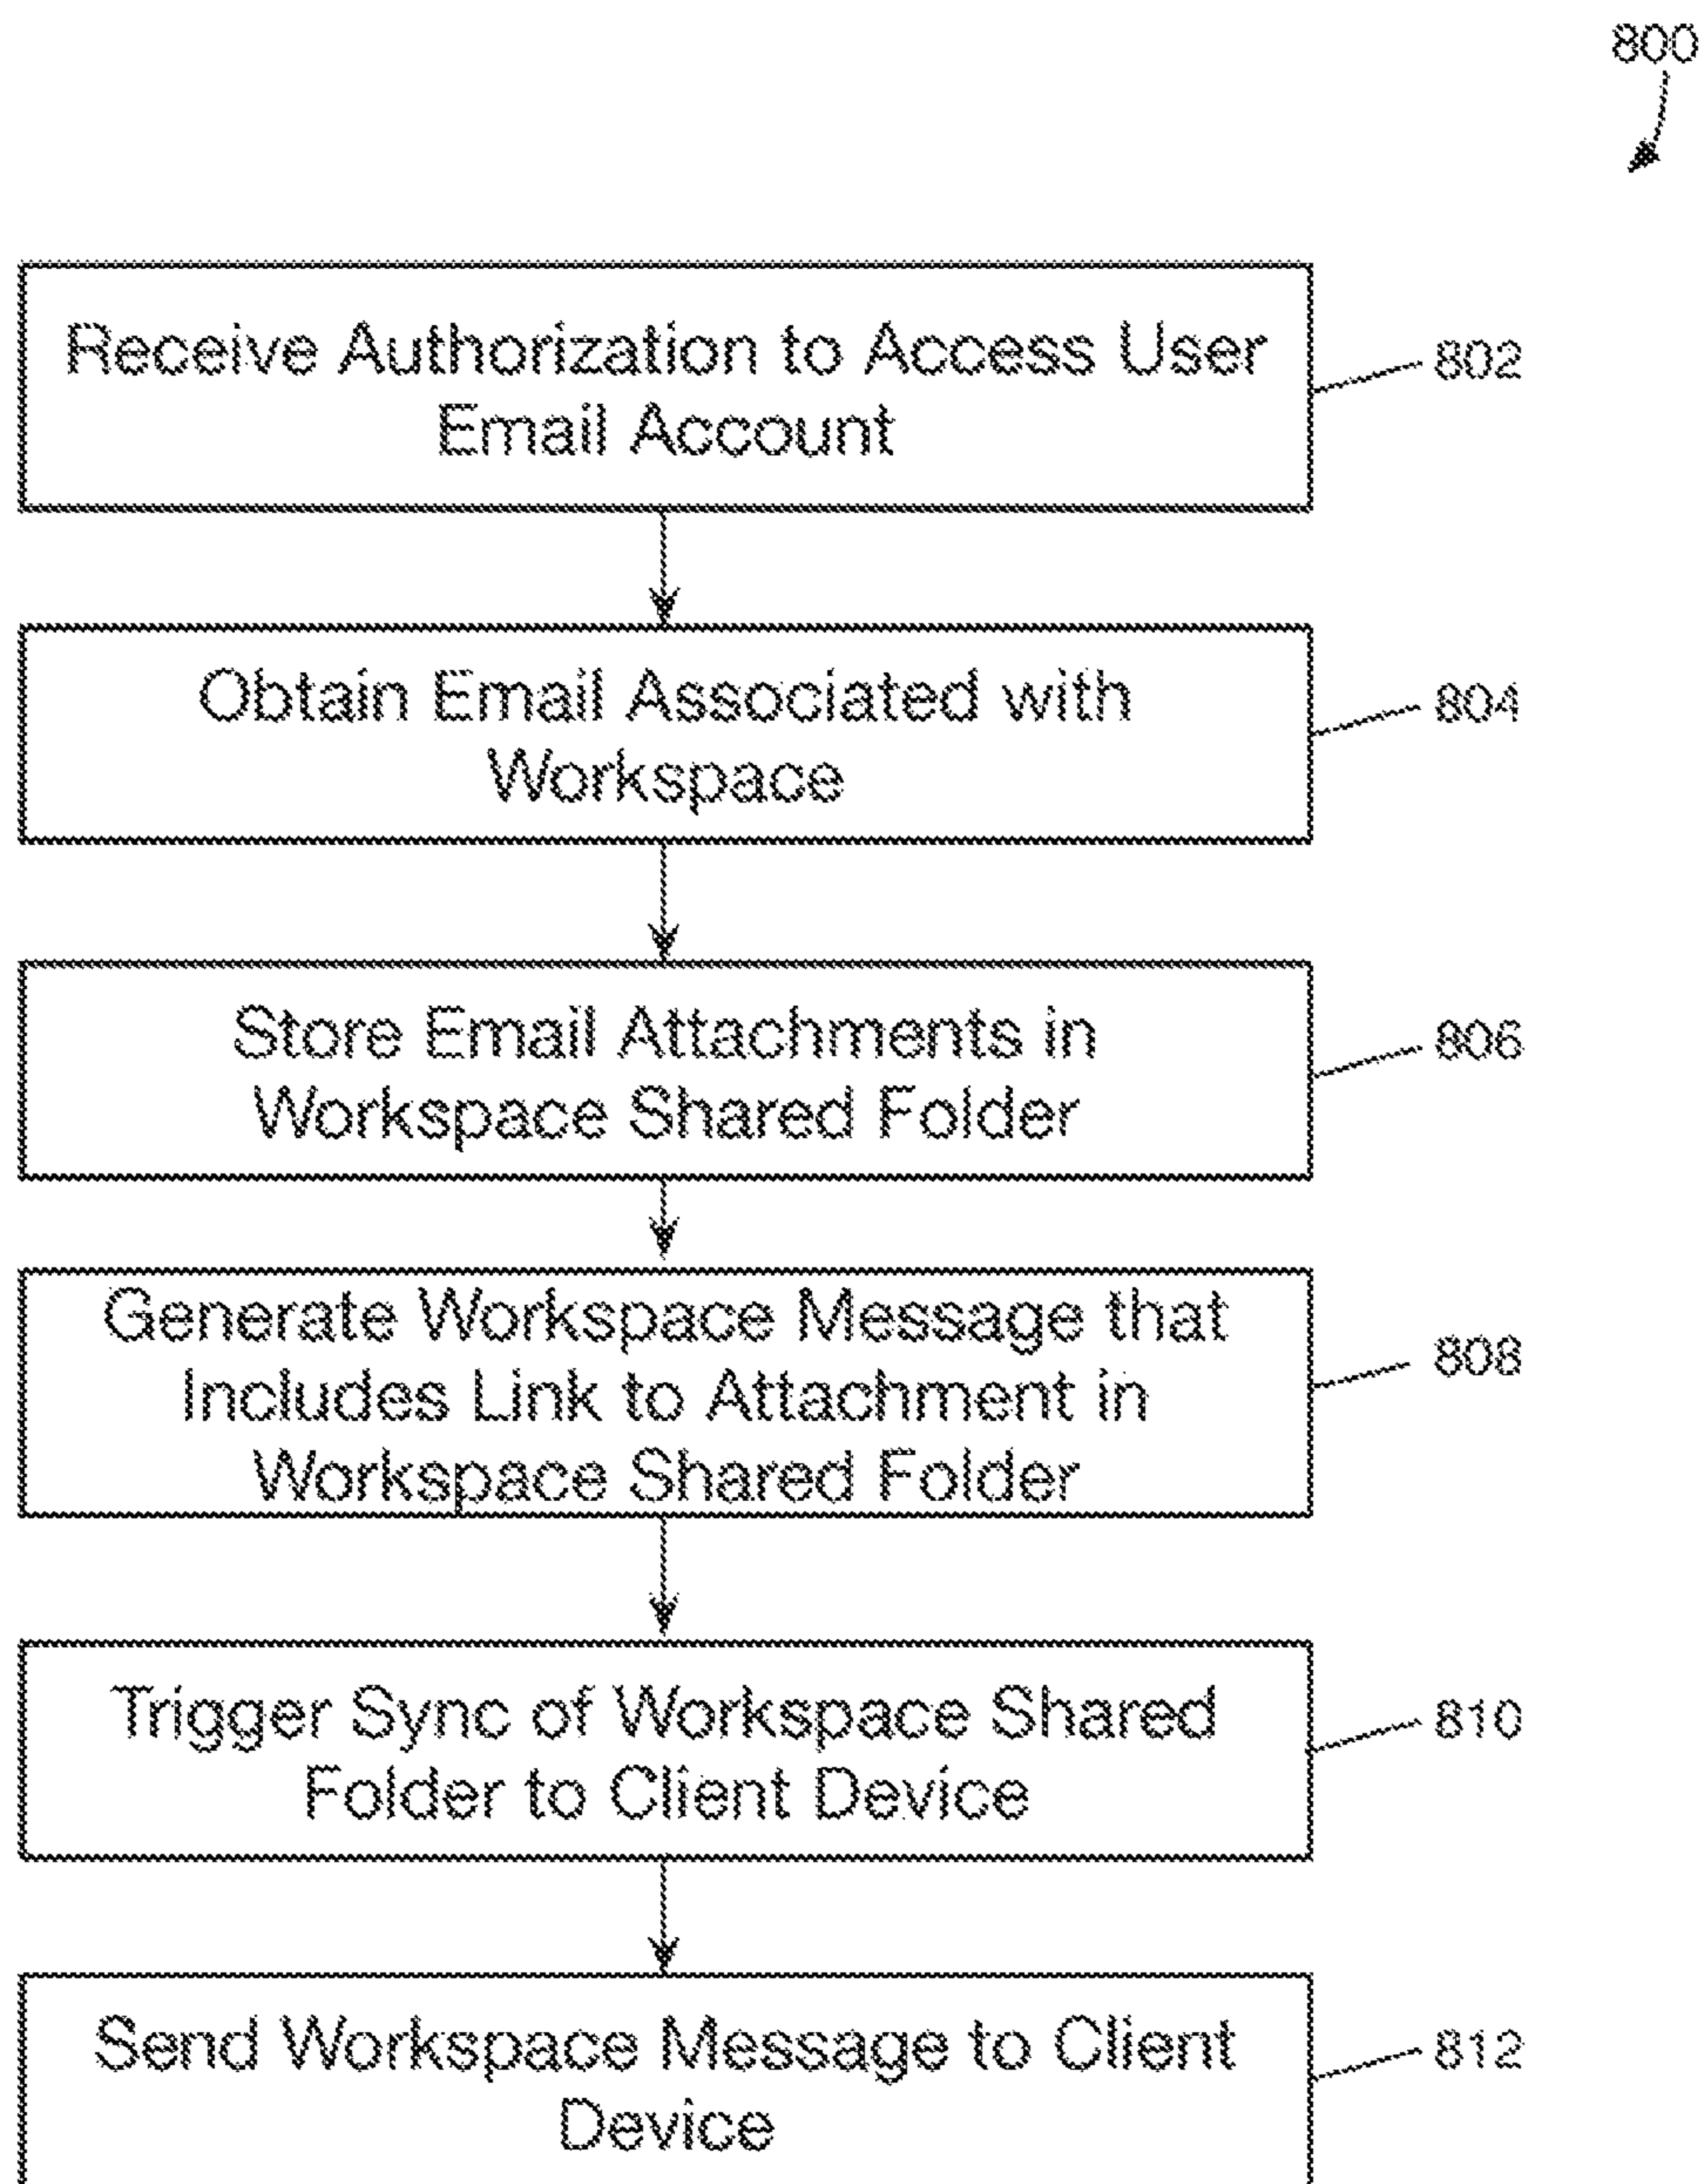 800
Receive Authorization to Access User
Email Account
802
Obtain Email Associated with
Workspace
804
Store Email Attachments in
Workspace Shared Folder
806
Generate Workspace Message that
Includes Link to Attachment in
Workspace Shared Folder
808
Trigger Sync of Workspace Shared
Folder to Client Device
810
Send Workspace Message to Client
Device
812